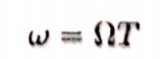 ω = ΩT